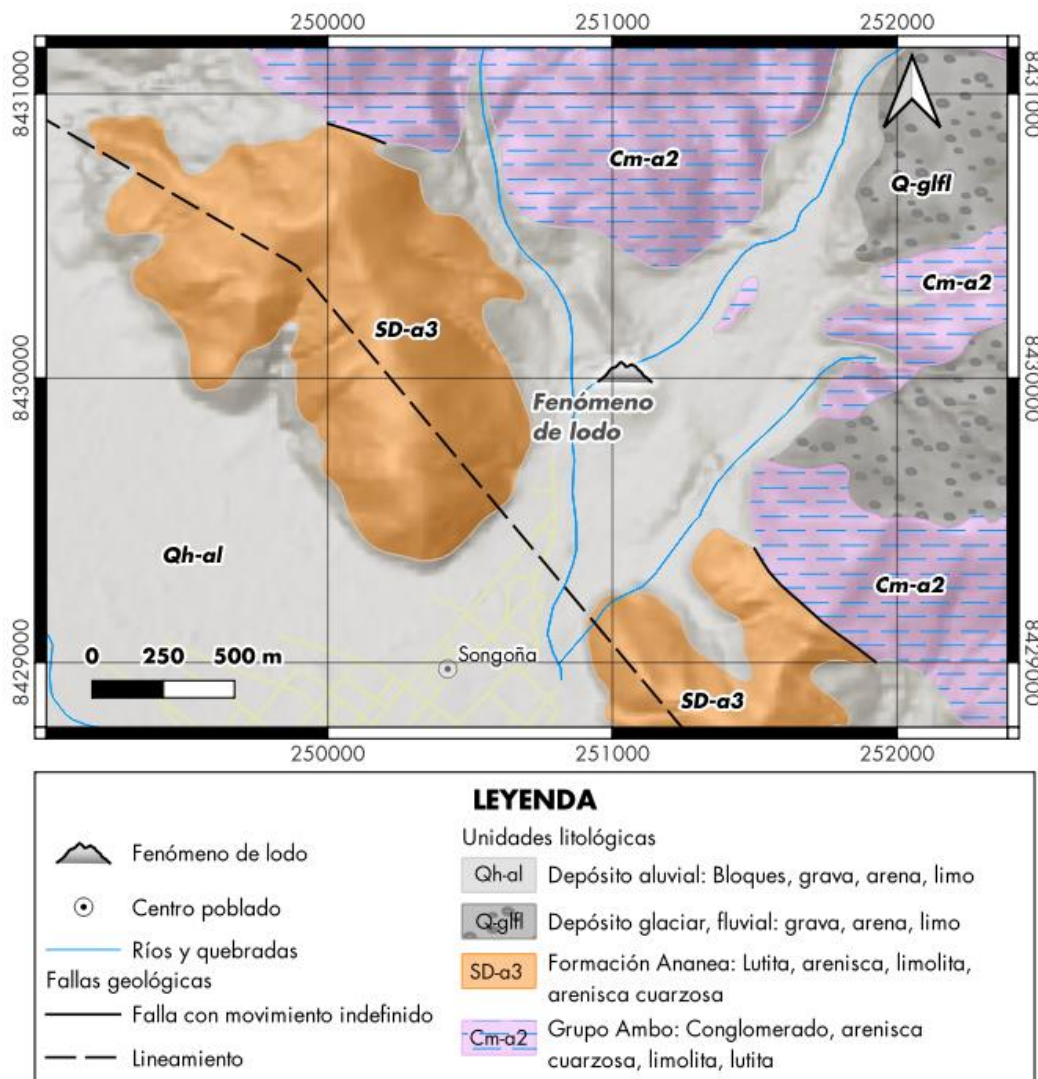 250000 251000 252000
8431000
8431000
Cm-a2
Q-glfl
Cm-a2
SD-a3
8430000
8430000
Fenómeno
de lodo
Qh-al
Cm-a2
0 250 500 m
Songoña
8429000
8429000
SD-a3
250000 251000 252000
LEYENDA
Fenómeno de lodo
Centro poblado
Ríos y quebradas
Fallas geológicas
Falla con movimiento indefinido
Lineamiento
Unidades litológicas
Qh-al Depósito aluvial: Bloques, grava, arena, limo
Q-glfl Depósito glaciar, fluvial: grava, arena, limo
SD-a3 Formación Ananea: Lutita, arenisca, limolita,
arenisca cuarzosa
Cm-a2 Grupo Ambo: Conglomerado, arenisca
cuarzosa, limolita, lutita